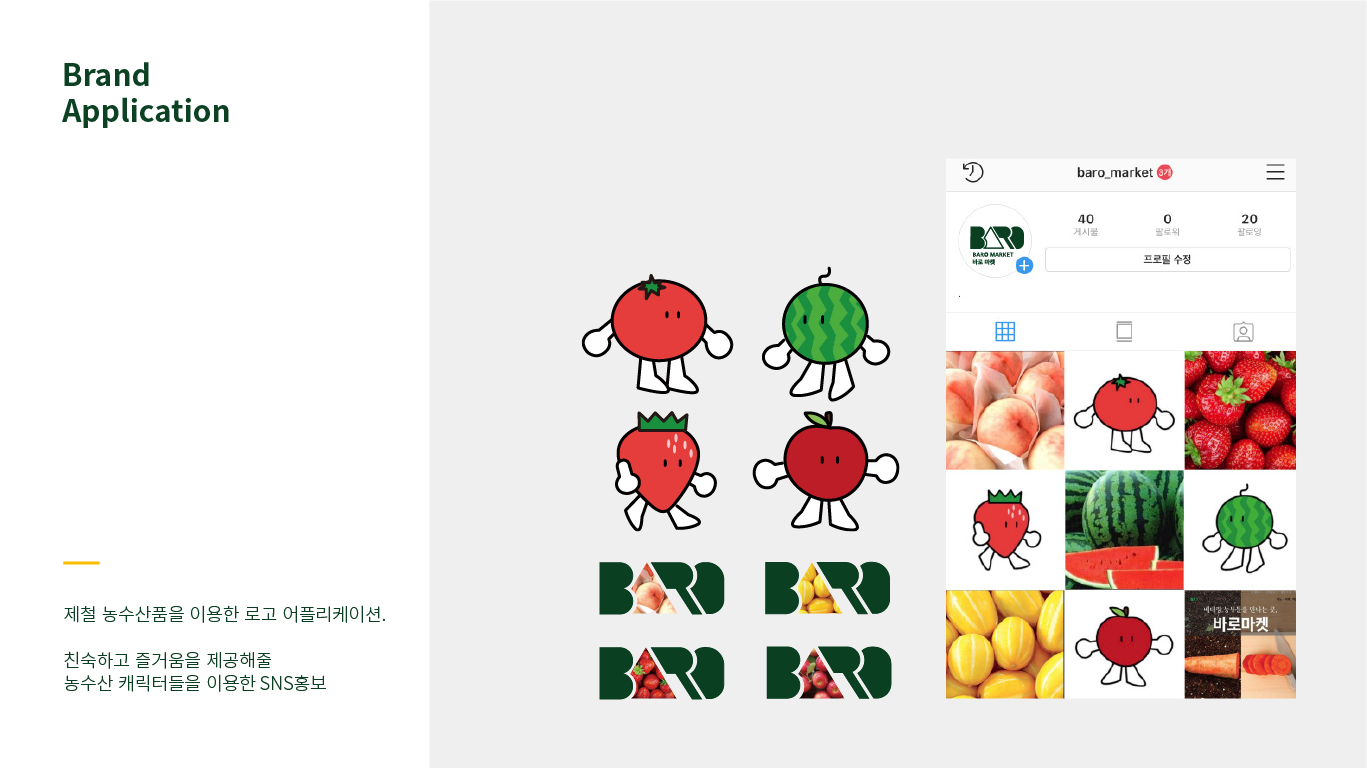 Brand
Application
제철 농수산품을 이용한 로고 어플리케이션.
친숙하고 즐거움을 제공해줄
농수산 캐릭터들을 이용한 SNS홍보
BARO
BARO
BARO
BARO
baro_market
40
0
20
게시물
팔로워
팔로잉
프로필 수정
BARO
BARO MARKET
바로 마켓
.
바로마켓